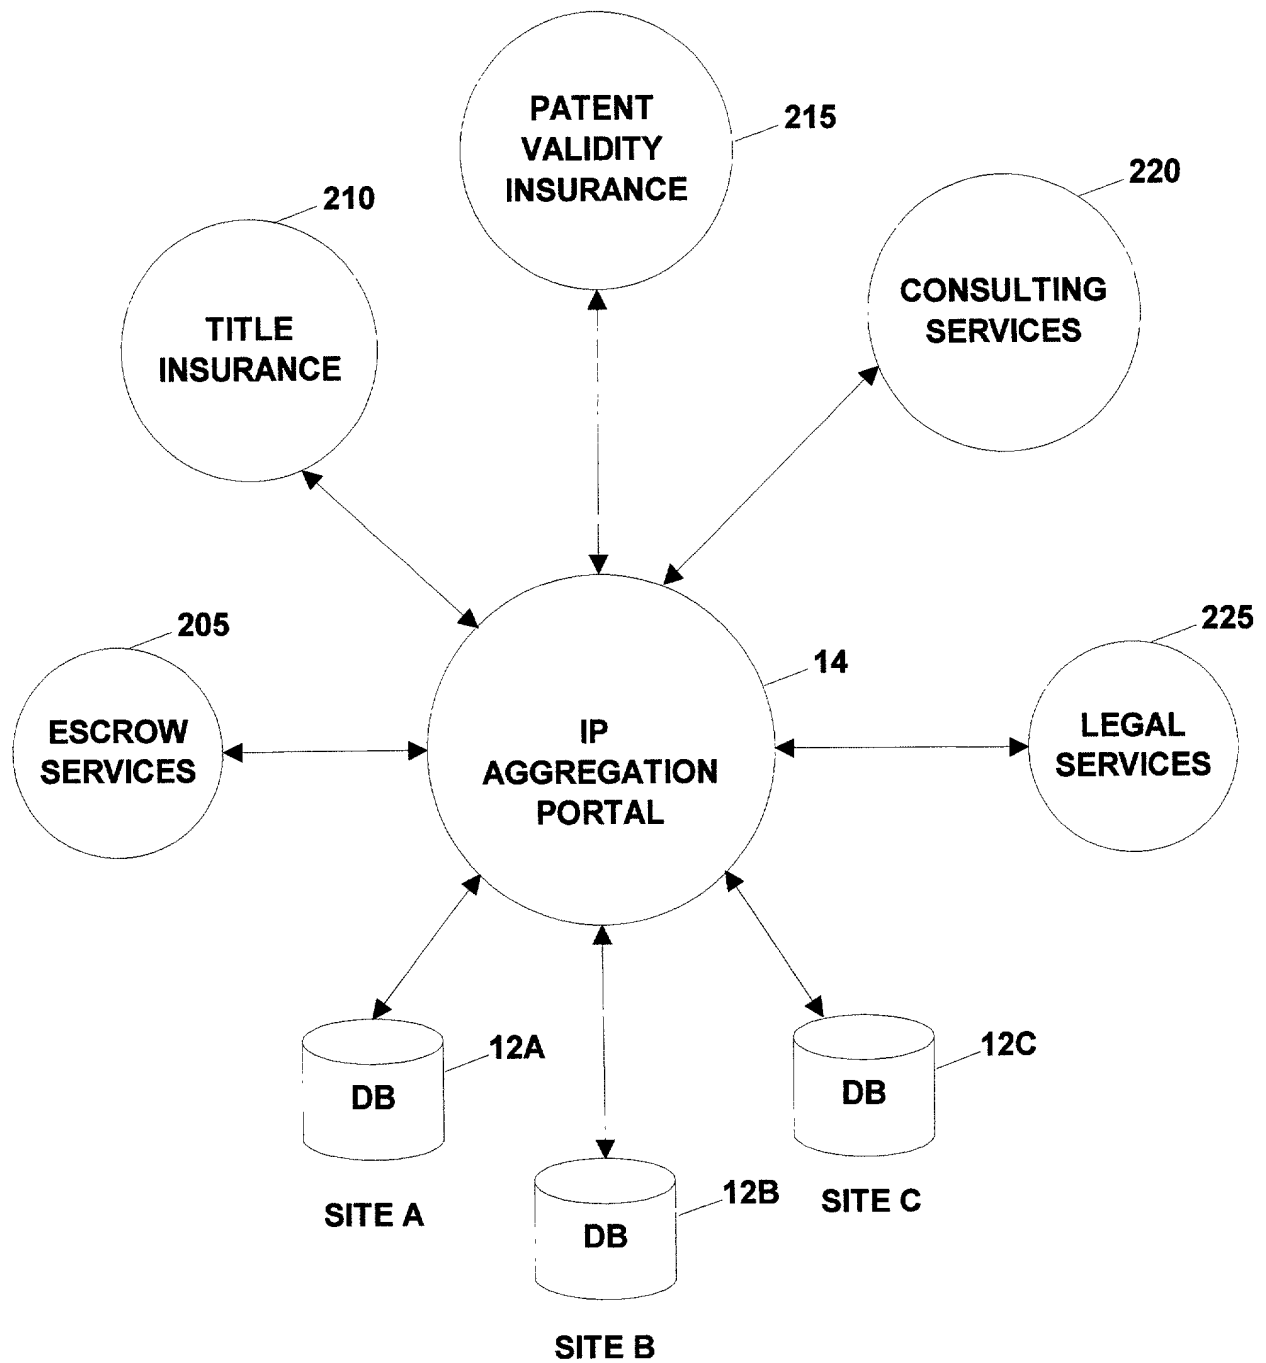 PATENT
VALIDITY
INSURANCE
215
220
210
CONSULTING
SERVICES
TITLE
INSURANCE
205
225
14
ESCROW
SERVICES
IP
AGGREGATION
PORTAL
LEGAL
SERVICES
12A
DB
SITE A
12B
DB
SITE B
12C
DB
SITE C